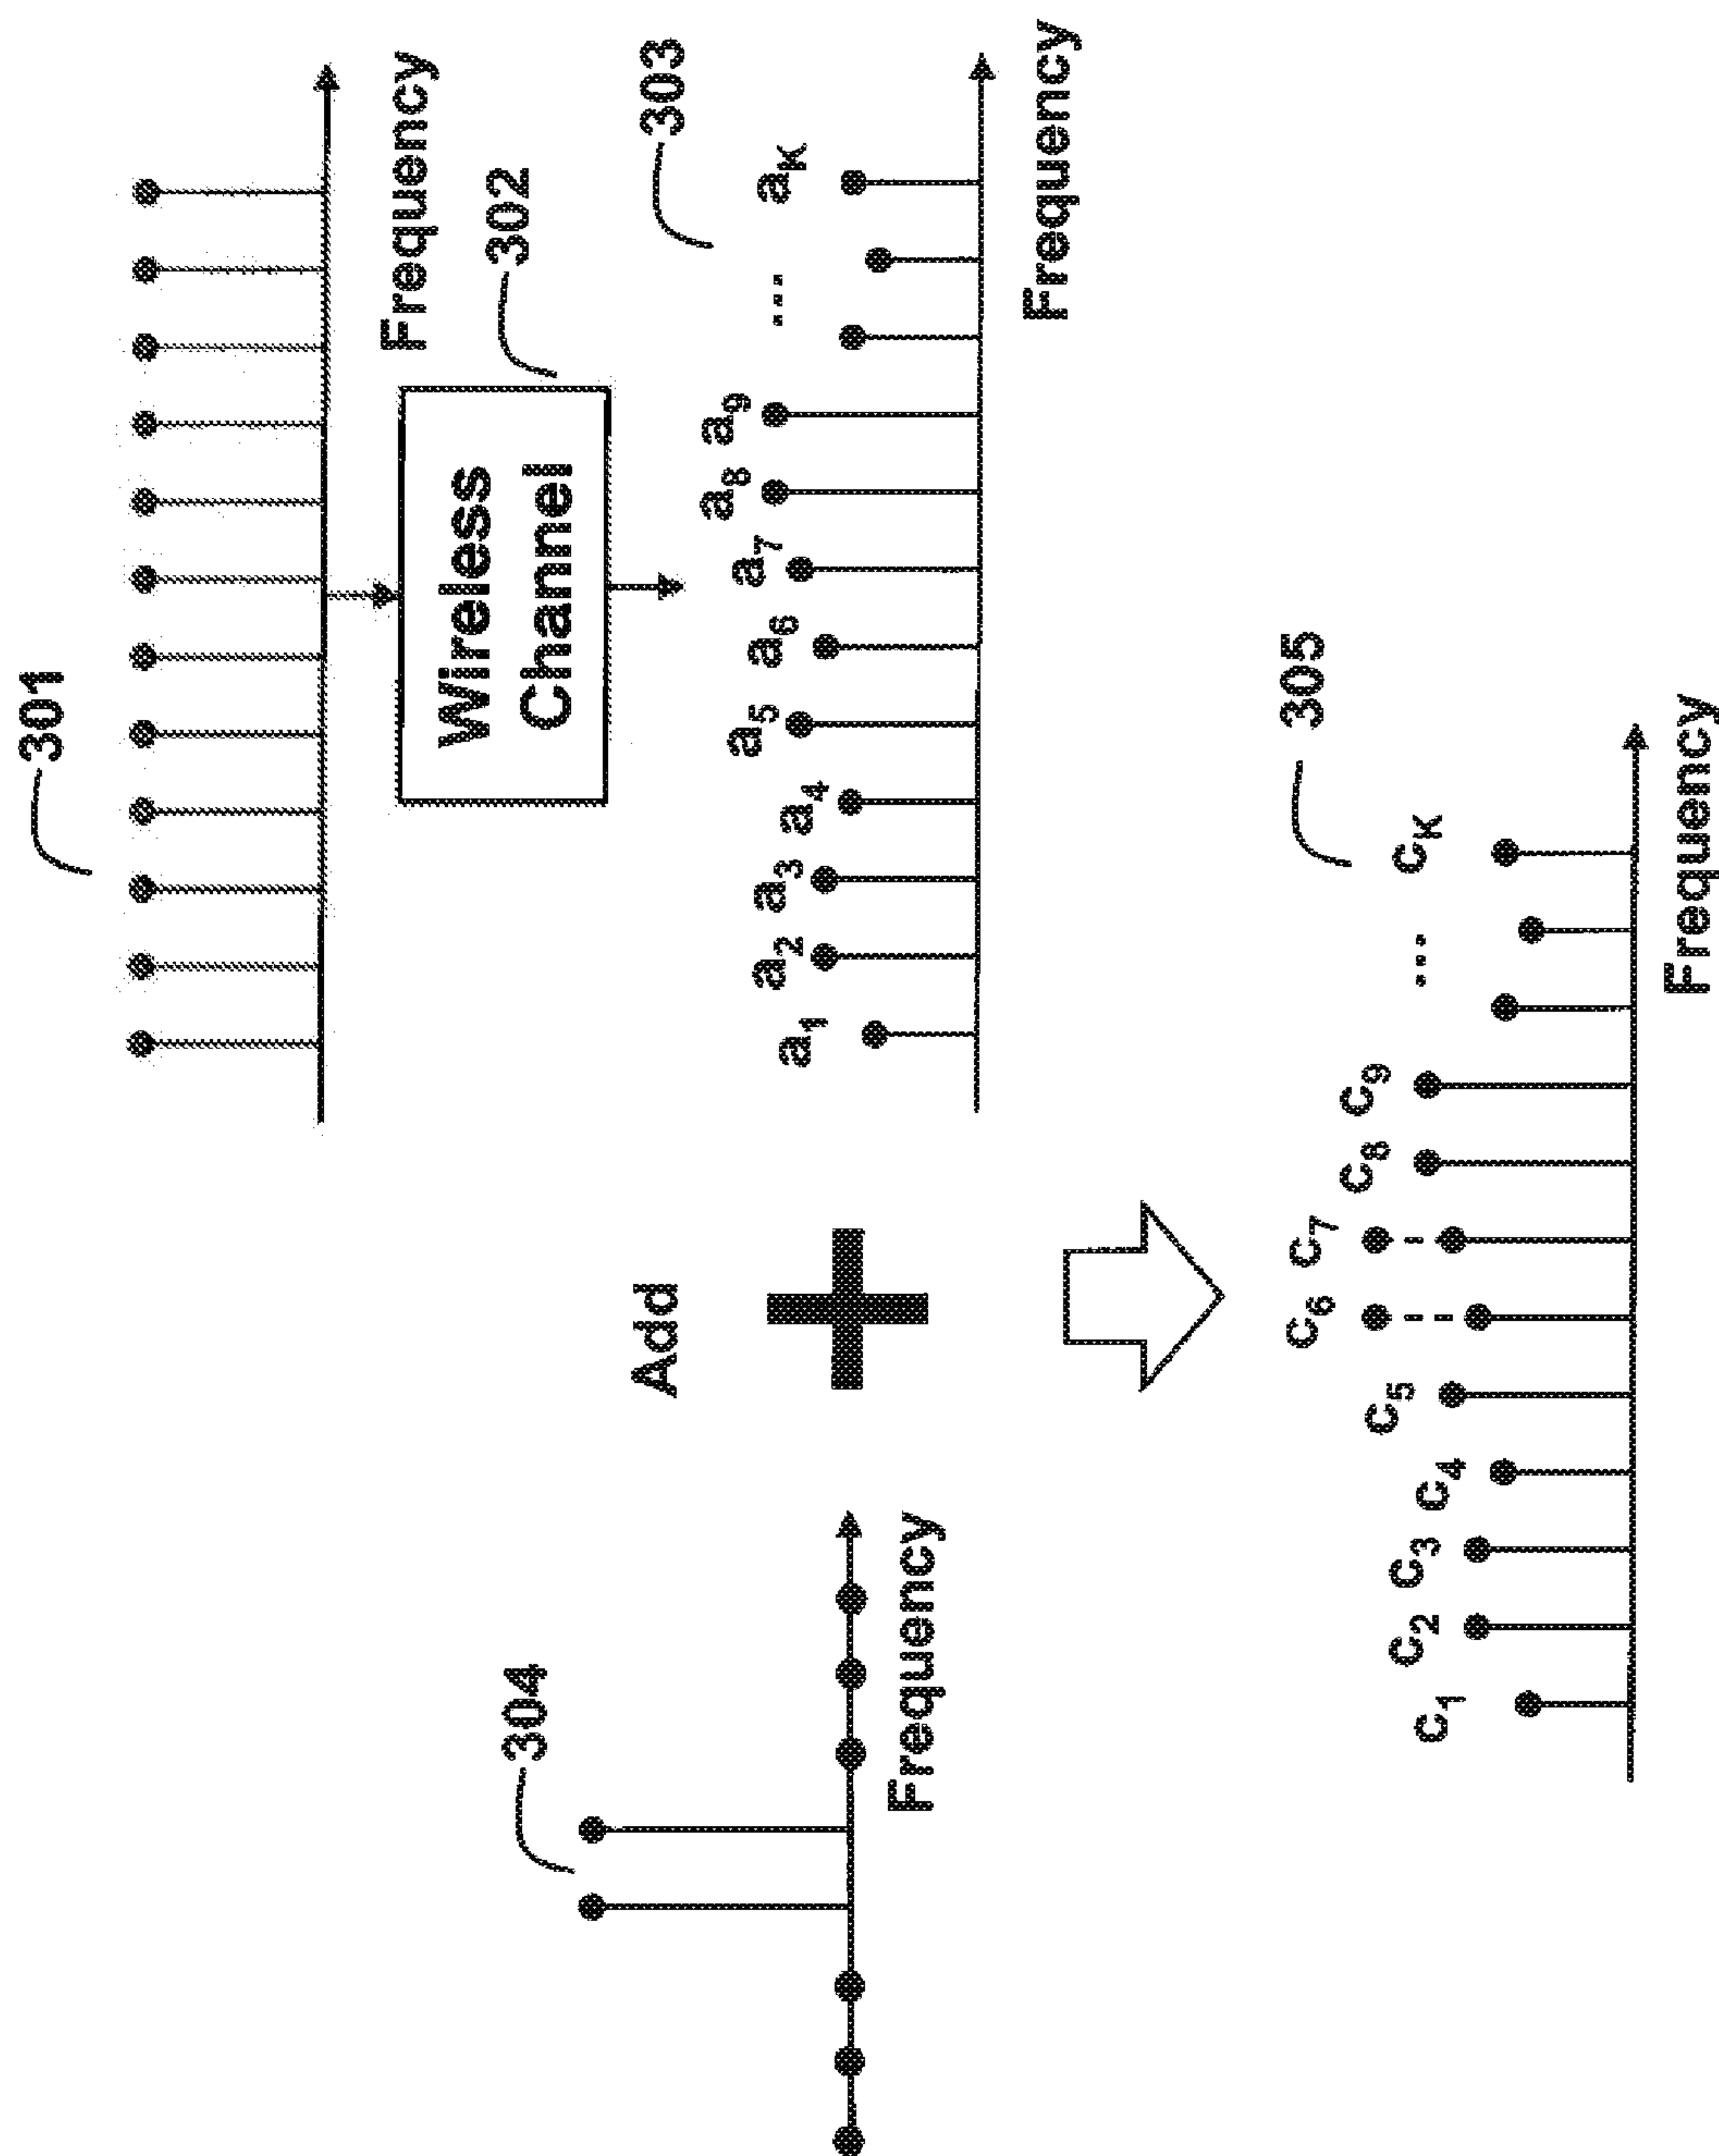 301
Frequency
Wireless
Channel
302
303
a1 a2 a3 a4 a5 a6 a7 a8 a9 ... aK
Frequency
304
Frequency
Add
305
c1 c2 c3 c4 c5 c6 c7 c8 c9 ... cK
Frequency